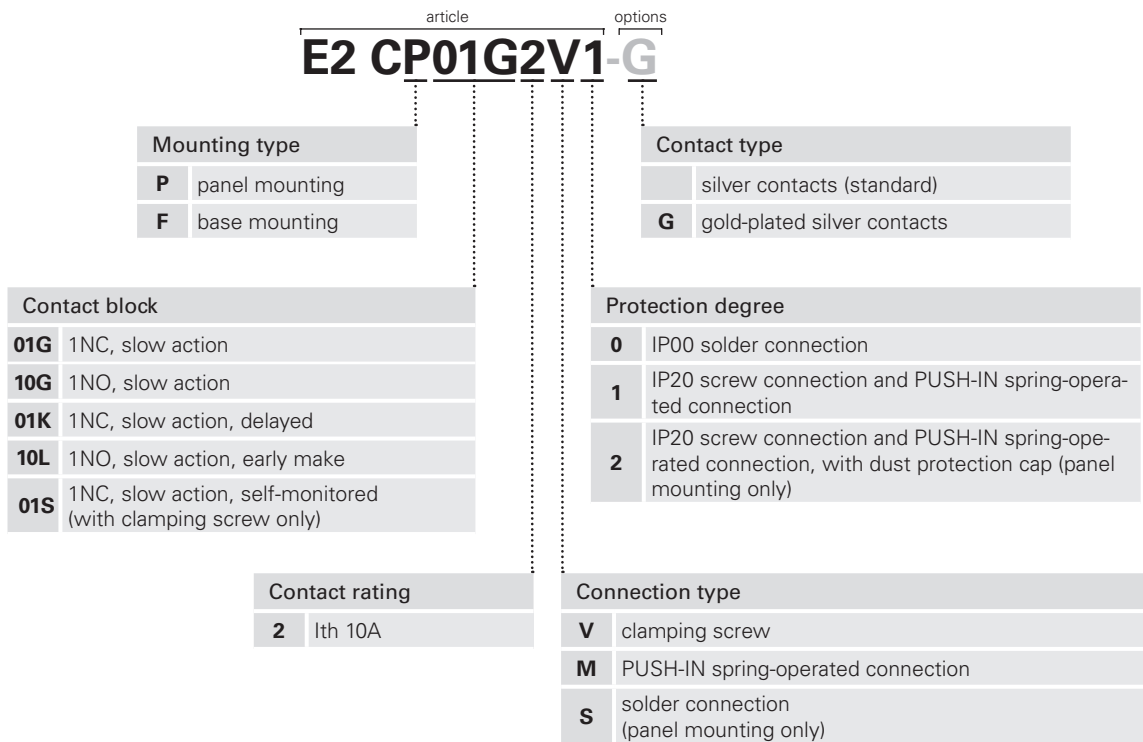 article options
E2 CP01G2V1-G
Mounting type
P panel mounting
F base mounting
Contact type
silver contacts (standard)
G gold-plated silver contacts
Contact block
01G 1NC, slow action
10G 1NO, slow action
01K 1NC, slow action, delayed
10L 1NO, slow action, early make
01S 1NC, slow action, self-monitored
(with clamping screw only)
Protection degree
0 IP00 solder connection
1 IP20 screw connection and PUSH-IN spring-opera-
ted connection
2 IP20 screw connection and PUSH-IN spring-ope-
rated connection, with dust protection cap (panel
mounting only)
Contact rating
2 Ith 10A
Connection type
V clamping screw
M PUSH-IN spring-operated connection
S solder connection
(panel mounting only)